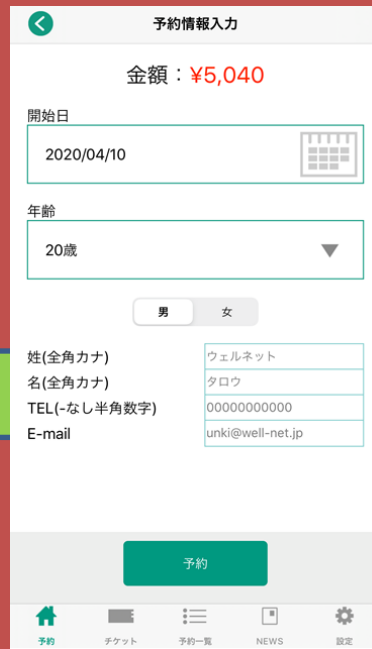 予約情報入力
金額：¥5,040
開始日
2020/04/10
年齢
20歳
男 女
姓(全角カナ) ウェルネット
名(全角カナ) タロウ
TEL(-なし半角数字) 00000000000
E-mail unki@well-net.jp
予約
予約 チケット 予約一覧 NEWS 設定